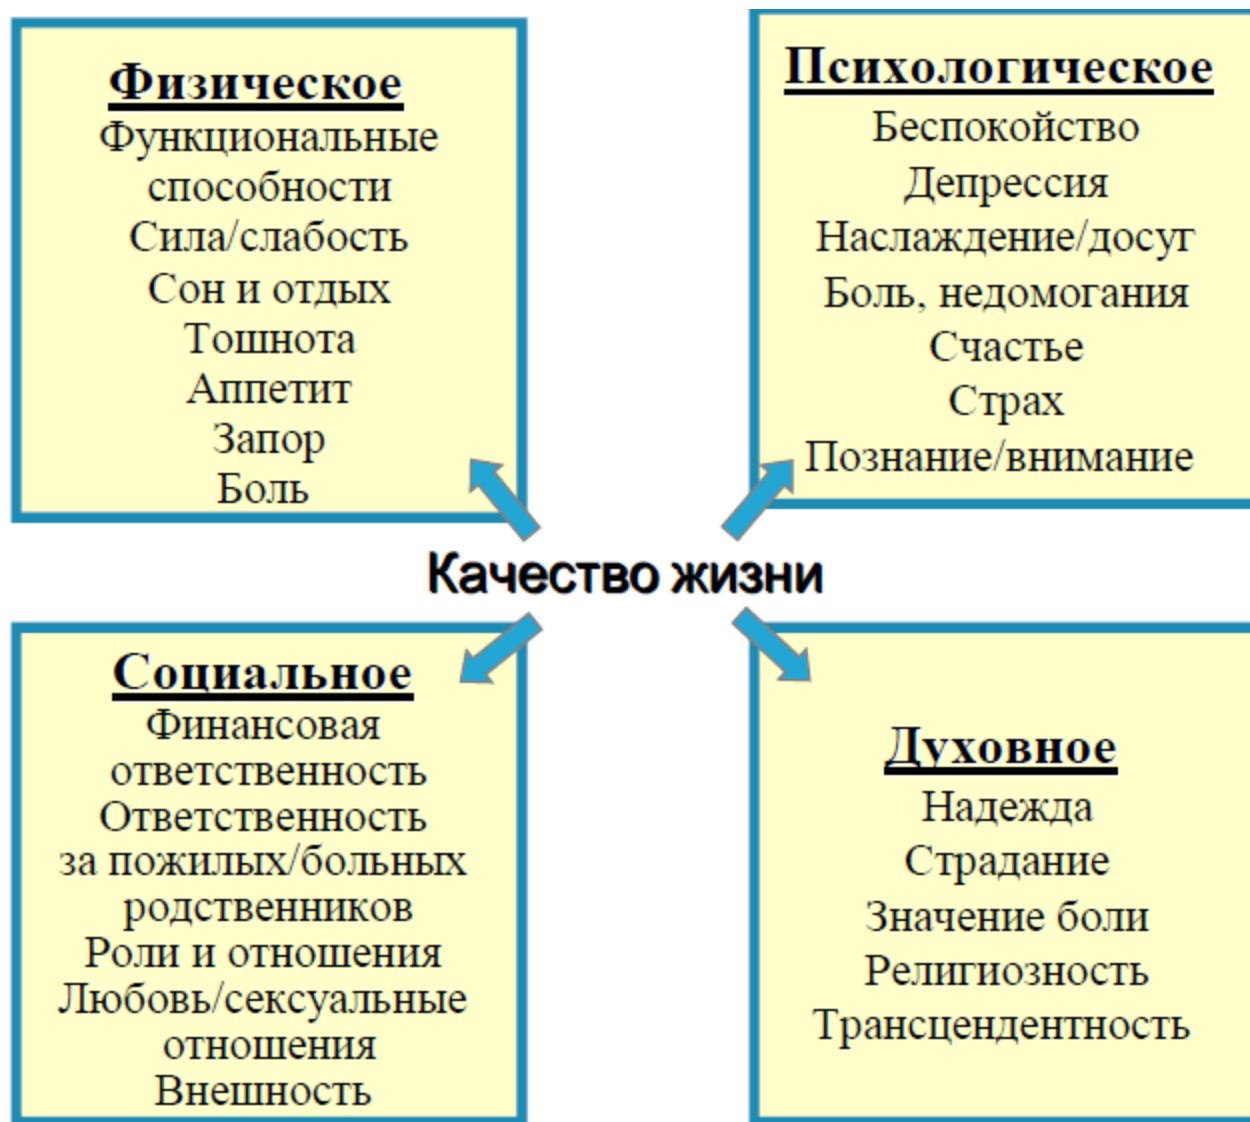 Физическое
Функциональные
способности
Сила/слабость
Сон и отдых
Тошнота
Аппетит
Запор
Боль
Психологическое
Беспокойство
Депрессия
Наслаждение/досуг
Боль, недомогания
Счастье
Страх
Познание/внимание
Качество жизни
Социальное
Финансовая
ответственность
Ответственность
за пожилых/больных
родственников
Роли и отношения
Любовь/сексуальные
отношения
Внешность
Духовное
Надежда
Страдание
Значение боли
Религиозность
Трансцендентность